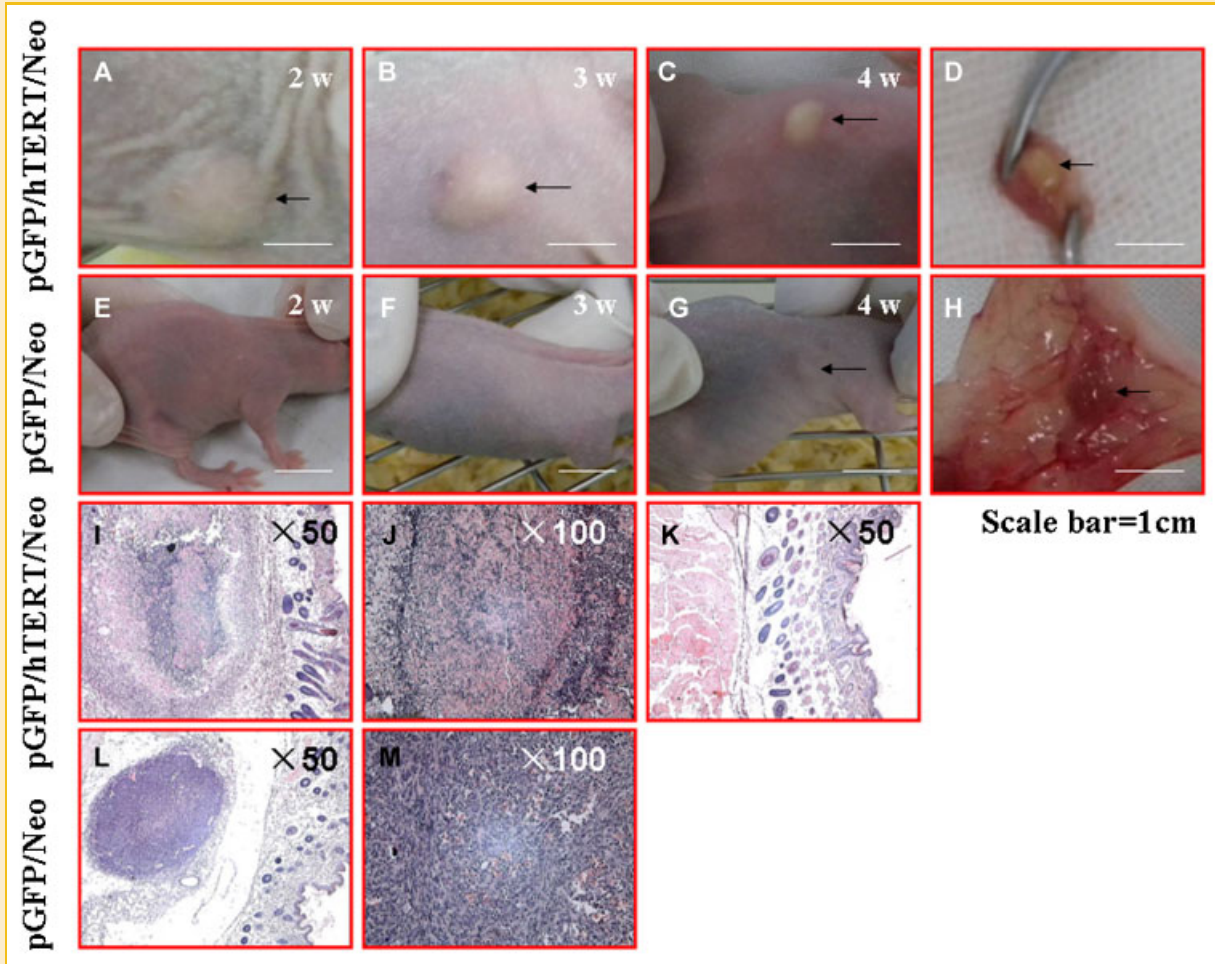 pGFP/hTERT/Neo
A 2 w
B 3 w
C 4 w
D
pGFP/Neo
E 2 w
F 3 w
G 4 w
H
Scale bar=1cm
pGFP/hTERT/Neo
I ×50
J ×100
K ×50
pGFP/Neo
L ×50
M ×100